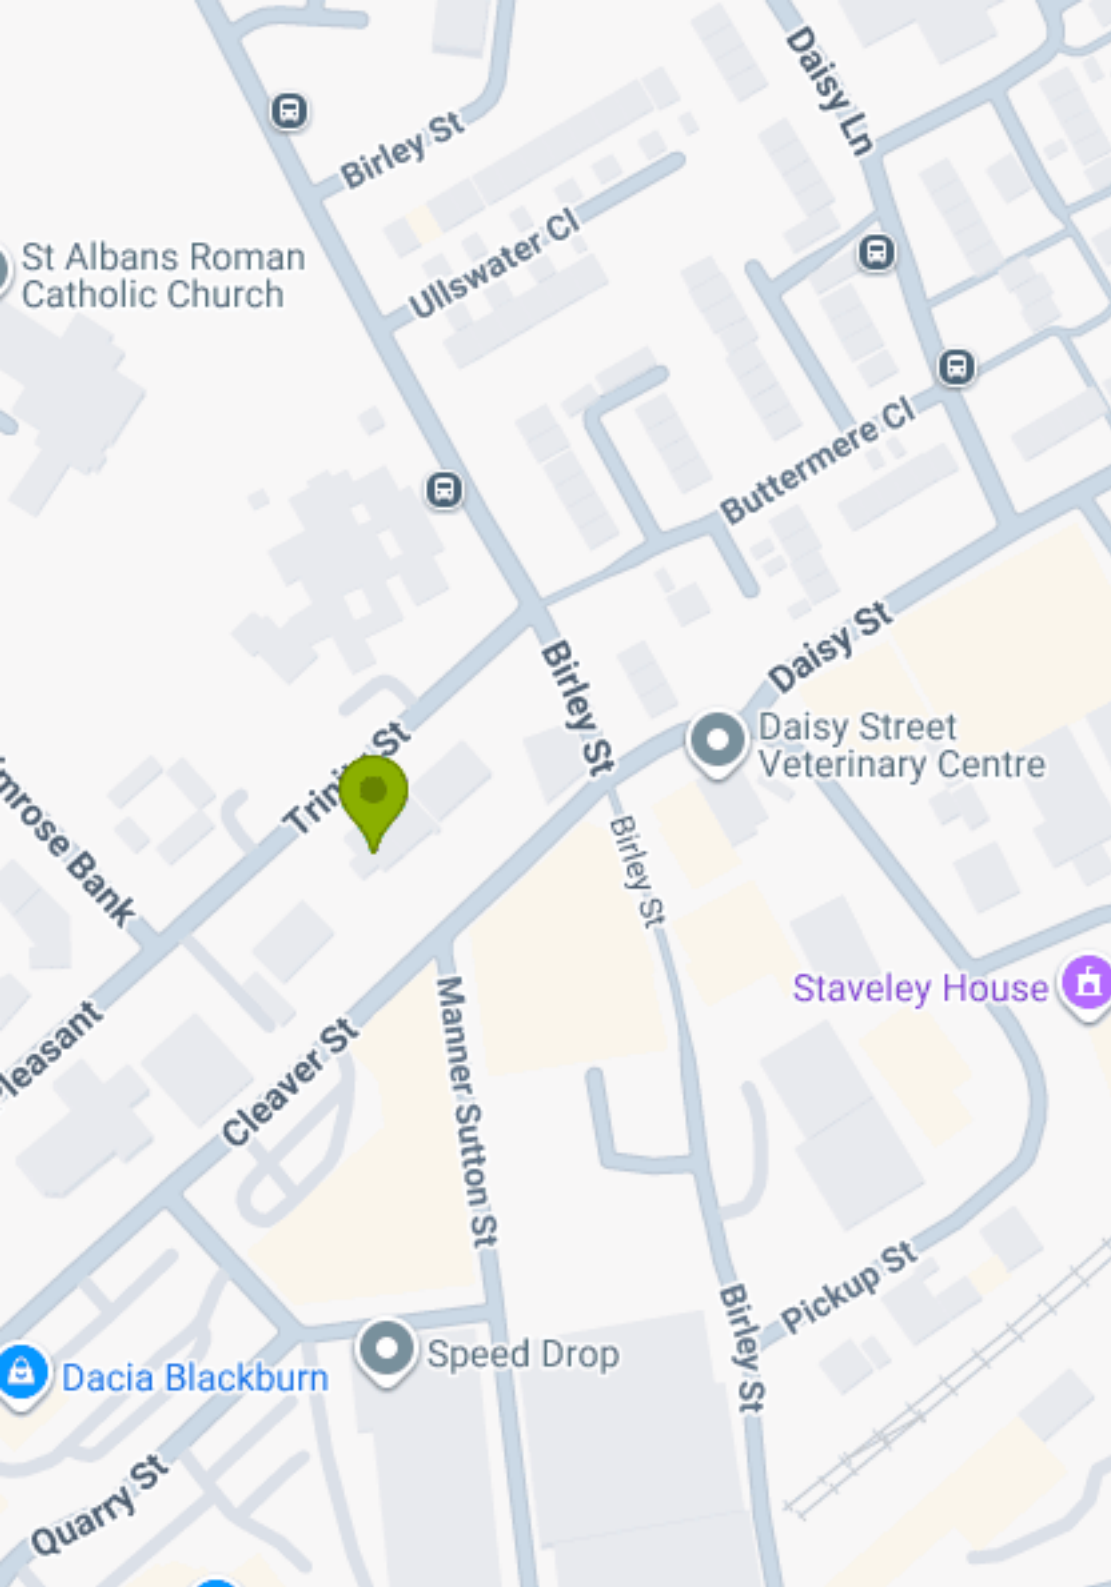 Daisy Ln
Birley St
Ullswater Cl
St Albans Roman
Catholic Church
Buttermere Cl
Daisy St
Birley St
Daisy Street
Veterinary Centre
St
Bank
Birley St
Staveley House
Manner Sutton St
Cleaver St
Pickup St
Birley St
Speed Drop
Dacia Blackburn
Quarry St